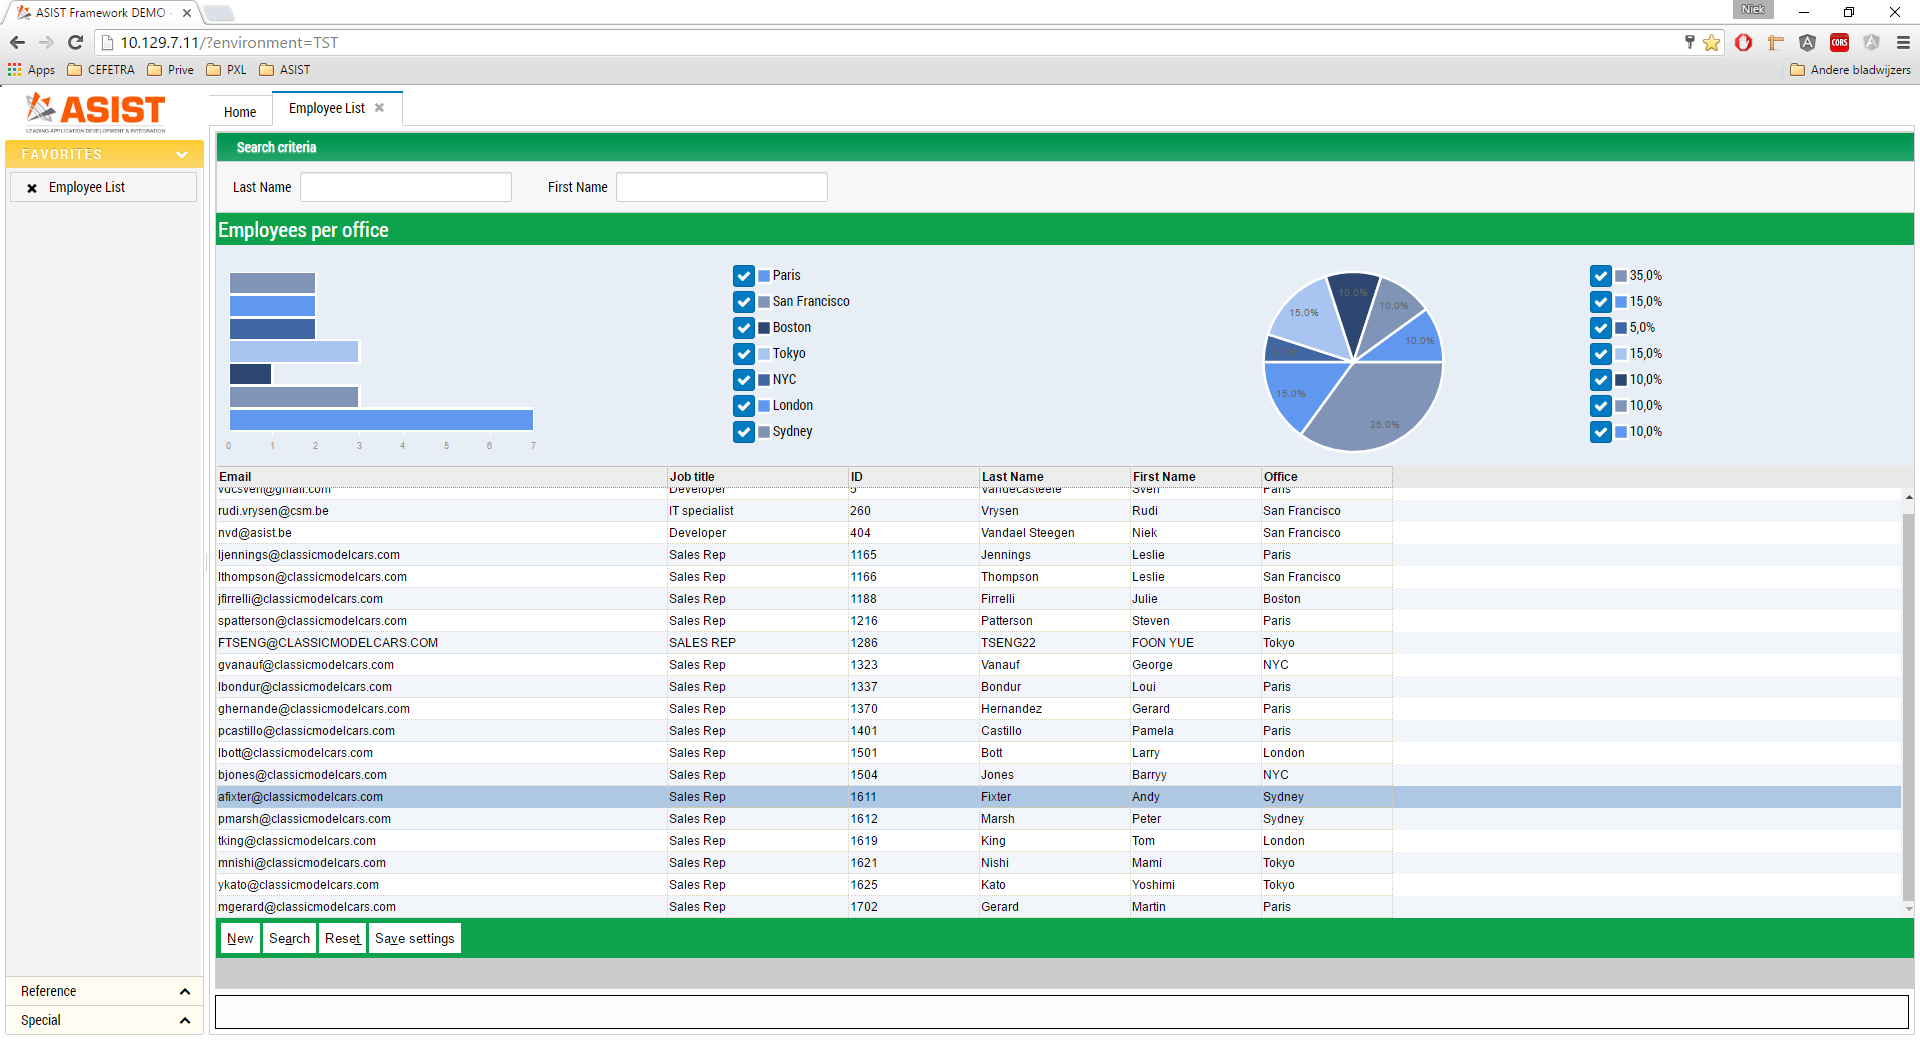 ASIST Framework DEMO
Niek
10.129.7.11/?environment=TST
CORS
Apps CEFETRA Prive PXL ASIST Andere bladwijzers
ASIST
LEADING APPLICATION DEVELOPMENT & INTEGRATION
Home Employee List
FAVORITES
Employee List
Search criteria
Last Name First Name
Employees per office
Paris
San Francisco
Boston
Tokyo
NYC
London
Sydney
0 1 2 3 4 5 6 7
10,0%
10,0%
15,0%
10,0%
15,0%
35,0%
35,0%
15,0%
5,0%
15,0%
10,0%
10,0%
10,0%
Email Job title ID Last Name First Name Office
vdcsven@gmail.com Developer 5 Vandecasteele Sven Paris
rudi.vrysen@csm.be IT specialist 260 Vrysen Rudi San Francisco
nvd@asist.be Developer 404 Vandael Steegen Niek San Francisco
ljennings@classicmodelcars.com Sales Rep 1165 Jennings Leslie Paris
lthompson@classicmodelcars.com Sales Rep 1166 Thompson Leslie San Francisco
jfirrelli@classicmodelcars.com Sales Rep 1188 Firrelli Julie Boston
spatterson@classicmodelcars.com Sales Rep 1216 Patterson Steven Paris
FTSENG@CLASSICMODELCARS.COM SALES REP 1286 TSENG22 FOON YUE Tokyo
gvanauf@classicmodelcars.com Sales Rep 1323 Vanauf George NYC
lbondur@classicmodelcars.com Sales Rep 1337 Bondur Loui Paris
ghernande@classicmodelcars.com Sales Rep 1370 Hernandez Gerard Paris
pcastillo@classicmodelcars.com Sales Rep 1401 Castillo Pamela Paris
lbott@classicmodelcars.com Sales Rep 1501 Bott Larry London
bjones@classicmodelcars.com Sales Rep 1504 Jones Barryy NYC
afixter@classicmodelcars.com Sales Rep 1611 Fixter Andy Sydney
pmarsh@classicmodelcars.com Sales Rep 1612 Marsh Peter Sydney
tking@classicmodelcars.com Sales Rep 1619 King Tom London
mnishi@classicmodelcars.com Sales Rep 1621 Nishi Mami Tokyo
ykato@classicmodelcars.com Sales Rep 1625 Kato Yoshimi Tokyo
mgerard@classicmodelcars.com Sales Rep 1702 Gerard Martin Paris
New Search Reset Save settings
Reference
Special